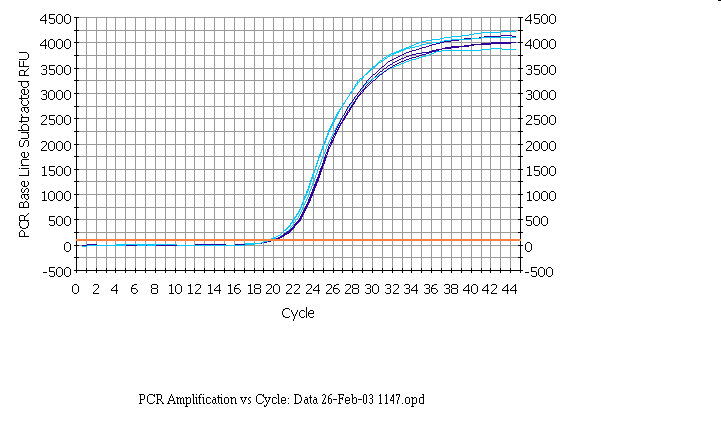 4500 4500
4000 4000
3500 3500
3000 3000
2500 2500
2000 2000
1500 1500
1000 1000
500 500
0 0
-500 -500
PCR Base Line Subtracted RFU
0 2 4 6 8 10 12 14 16 18 20 22 24 26 28 30 32 34 36 38 40 42 44
Cycle
PCR Amplification vs Cycle: Data 26-Feb-03 1147.opd